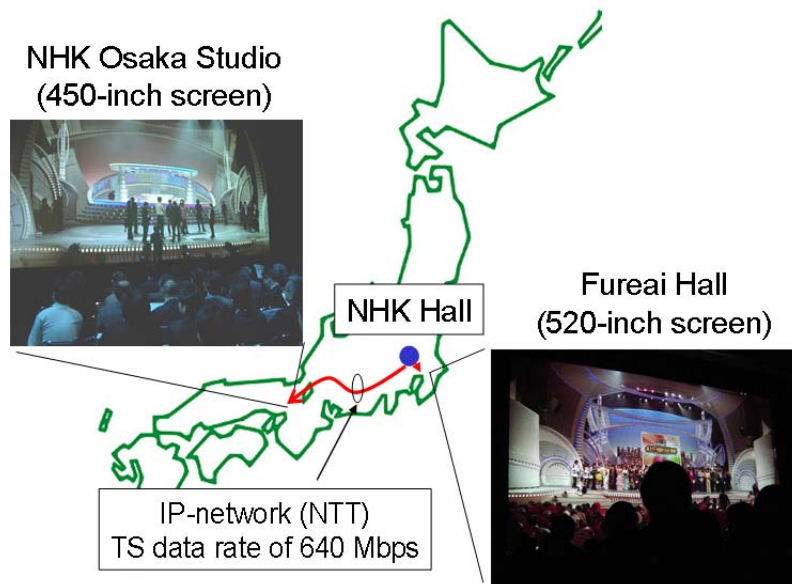 NHK Osaka Studio
(450-inch screen)
NHK Hall
Fureai Hall
(520-inch screen)
IP-network (NTT)
TS data rate of 640 Mbps